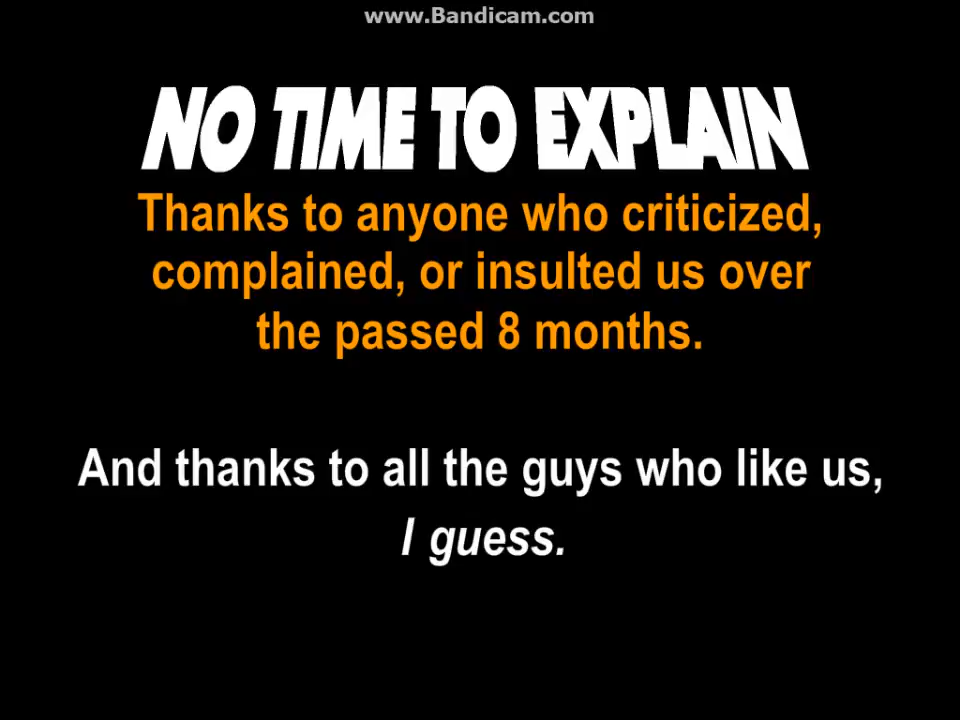 www.Bandicam.com
NO TIME TO EXPLAIN
Thanks to anyone who criticized,
complained, or insulted us over
the passed 8 months.
And thanks to all the guys who like us,
I guess.